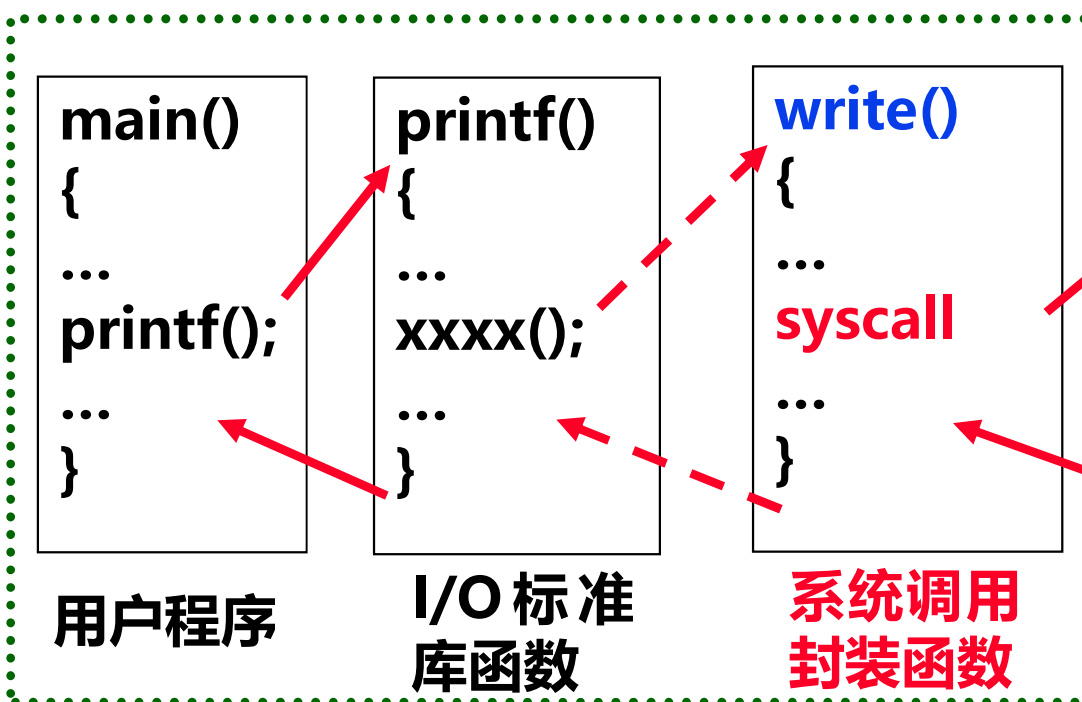 main()
{
...
printf();
...
}
用户程序
printf()
{
...
xxxx();
...
}
I/O标准
库函数
write()
{
...
syscall
...
}
系统调用
封装函数